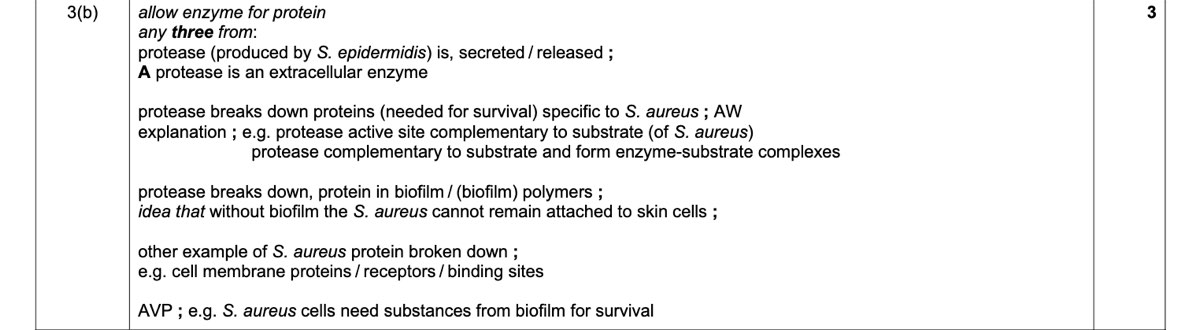 3(b)
allow enzyme for protein
3
any three from:
protease (produced by S. epidermidis) is, secreted / released ;
A protease is an extracellular enzyme
protease breaks down proteins (needed for survival) specific to S. aureus ; AW
explanation ; e.g. protease active site complementary to substrate (of S. aureus)
protease complementary to substrate and form enzyme-substrate complexes
protease breaks down, protein in biofilm / (biofilm) polymers ;
idea that without biofilm the S. aureus cannot remain attached to skin cells ;
other example of S. aureus protein broken down ;
e.g. cell membrane proteins / receptors / binding sites
AVP ; e.g. S. aureus cells need substances from biofilm for survival